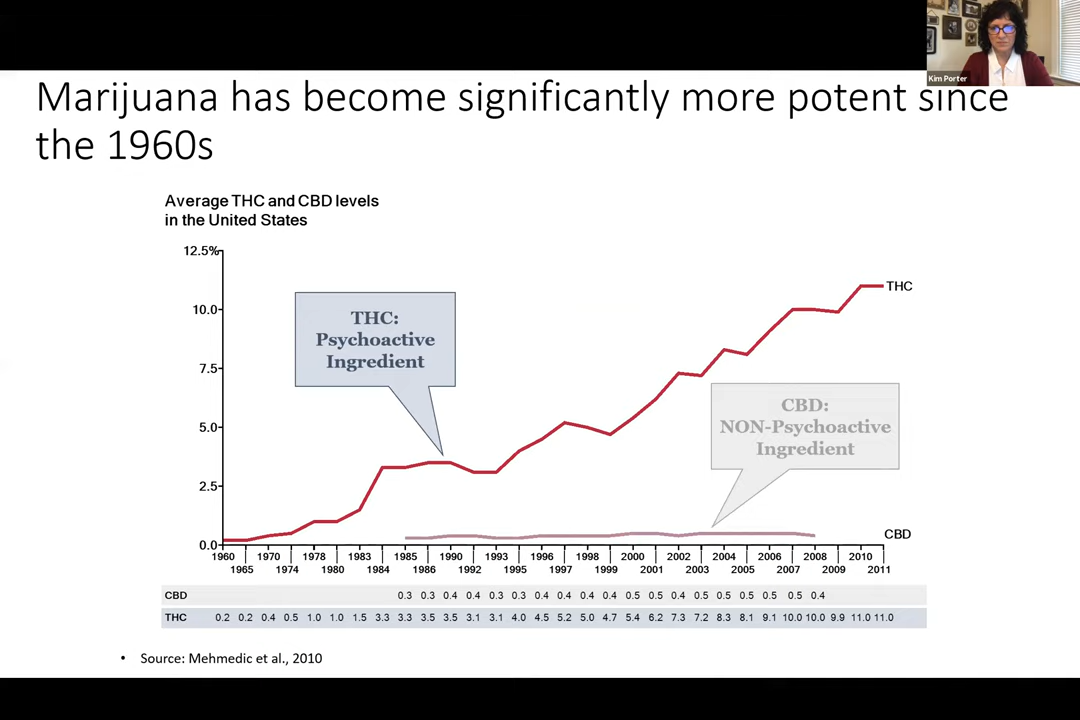 Kim Porter
Marijuana has become significantly more potent since
the 1960s
Average THC and CBD levels
in the United States
12.5%
10.0
7.5
5.0
2.5
0.0
THC:
Psychoactive
Ingredient
CBD:
NON-Psychoactive
Ingredient
THC
CBD
1960 1970 1978 1983 1985 1990 1993 1996 1998 2000 2002 2004 2006 2008 2010
1965 1974 1980 1984 1986 1992 1995 1997 1999 2001 2003 2005 2007 2009 2011
CBD 0.3 0.3 0.4 0.4 0.3 0.3 0.4 0.4 0.4 0.4 0.5 0.5 0.4 0.5 0.5 0.5 0.5 0.5 0.4
THC 0.2 0.2 0.4 0.5 1.0 1.0 1.5 3.3 3.3 3.5 3.5 3.1 3.1 4.0 4.5 5.2 5.0 4.7 5.4 6.2 7.3 7.2 8.3 8.1 9.1 10.0 10.0 9.9 11.0 11.0
• Source: Mehmedic et al., 2010